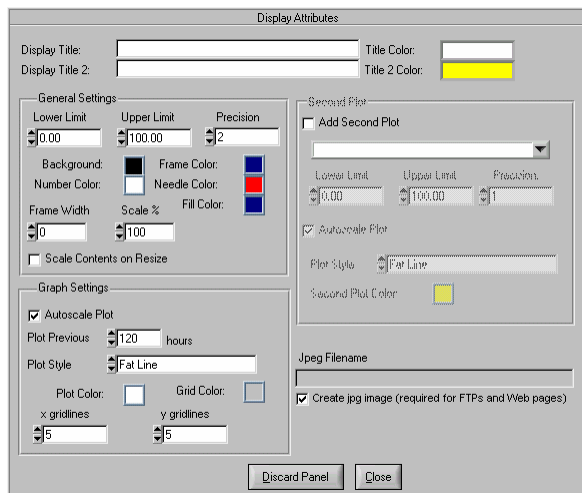 Display Attributes
Display Title:
Title Color:
Display Title 2:
Title 2 Color:
General Settings
Lower Limit Upper Limit Precision
0.00 100.00 2
Background: Frame Color:
Number Color: Needle Color:
Fill Color:
Frame Width Scale %
0 100
Scale Contents on Resize
Graph Settings
Autoscale Plot
Plot Previous 120 hours
Plot Style Fat Line
Plot Color: Grid Color:
x gridlines y gridlines
5 5
Second Plot
Add Second Plot
Lower Limit Upper Limit Precision.
0.00 100.00 1
Autoscale Plot
Plot Style Fat Line
Second Plot Color
Jpeg Filename
Create jpg image (required for FTPs and Web pages)
Discard Panel Close